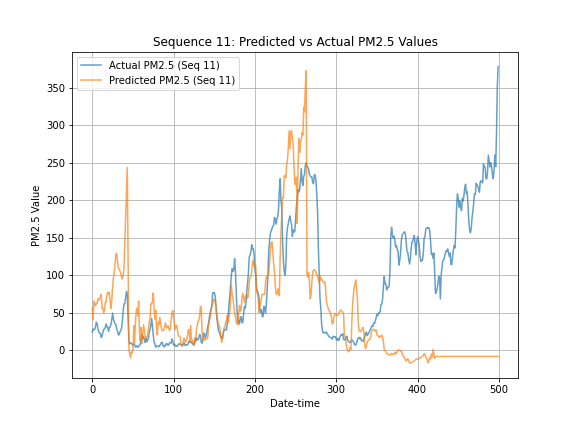 Sequence 11: Predicted vs Actual PM2.5 Values
Actual PM2.5 (Seq 11)
Predicted PM2.5 (Seq 11)
PM2.5 Value
350
300
250
200
150
100
50
0
0
100
200
300
400
500
Date-time